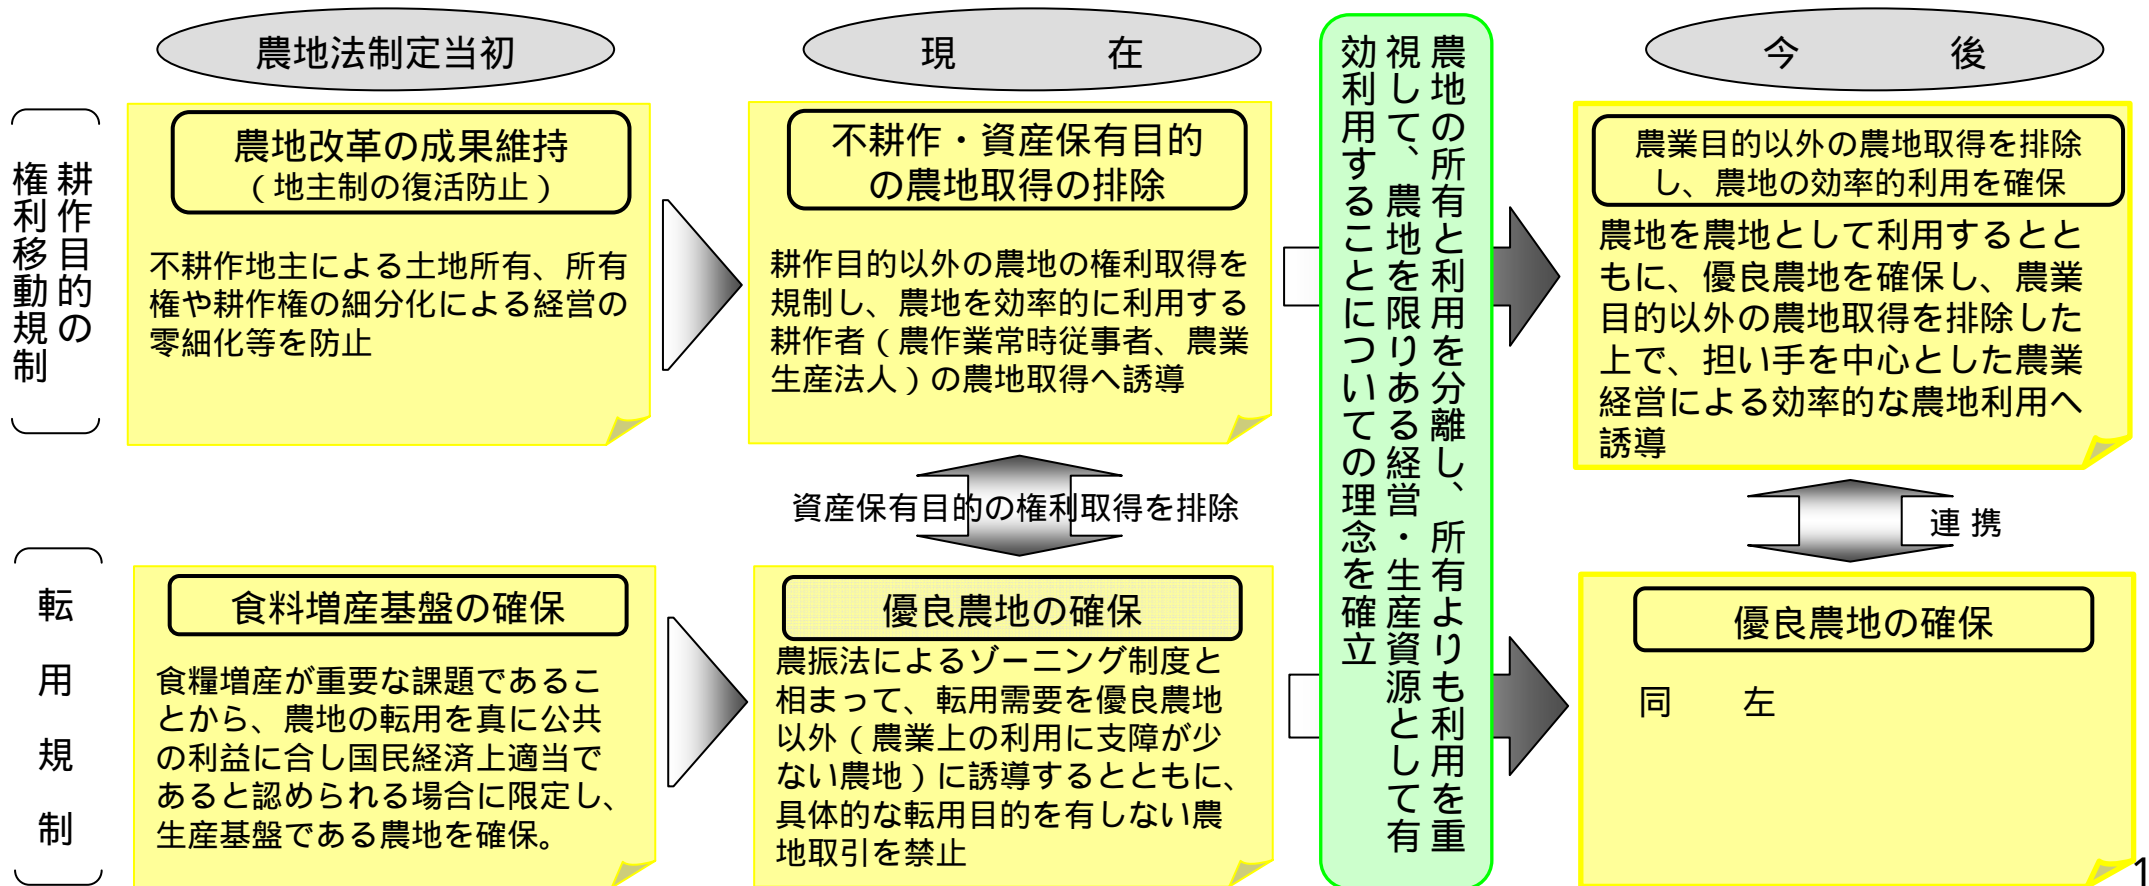 農地法制定当初
現　在
今　後
耕作目的の
権利移動規制
農地改革の成果維持
（地主制の復活防止）
不耕作地主による土地所有、所有
権や耕作権の細分化による経営の
零細化等を防止
不耕作・資産保有目的
の農地取得の排除
耕作目的以外の農地の権利取得を
規制し、農地を効率的に利用する
耕作者（農作業常時従事者、農業
生産法人）の農地取得へ誘導
農地の所有と利用を分離し、所有よりも利用を重
視して、農地を限りある経営・生産資源として有
効利用することについての理念を確立
農業目的以外の農地取得を排除
し、農地の効率的利用を確保
農地を農地として利用するとと
もに、優良農地を確保し、農業
目的以外の農地取得を排除した
上で、担い手を中心とした農業
経営による効率的な農地利用へ
誘導
資産保有目的の権利取得を排除
連 携
転用規制
食料増産基盤の確保
食糧増産が重要な課題であるこ
とから、農地の転用を真に公共
の利益に合し国民経済上適当で
あると認められる場合に限定し、
生産基盤である農地を確保。
優良農地の確保
農振法によるゾーニング制度と
相まって、転用需要を優良農地
以外（農業上の利用に支障が少
ない農地）に誘導するとともに、
具体的な転用目的を有しない農
地取引を禁止
優良農地の確保
同　左
1